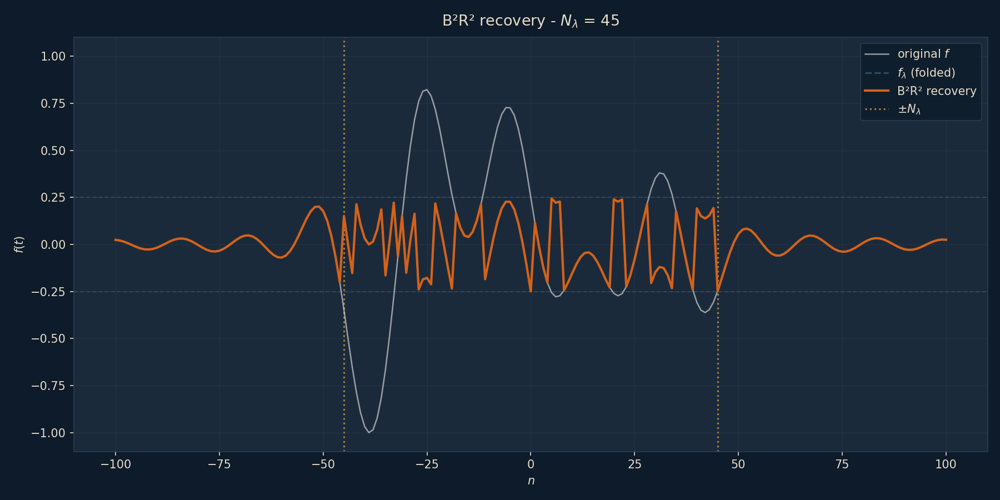 B²R² recovery - N_λ = 45
original f
f_λ (folded)
B²R² recovery
±N_λ
f(t)
1.00
0.75
0.50
0.25
0.00
−0.25
−0.50
−0.75
−1.00
−100
−75
−50
−25
0
25
50
75
100
n